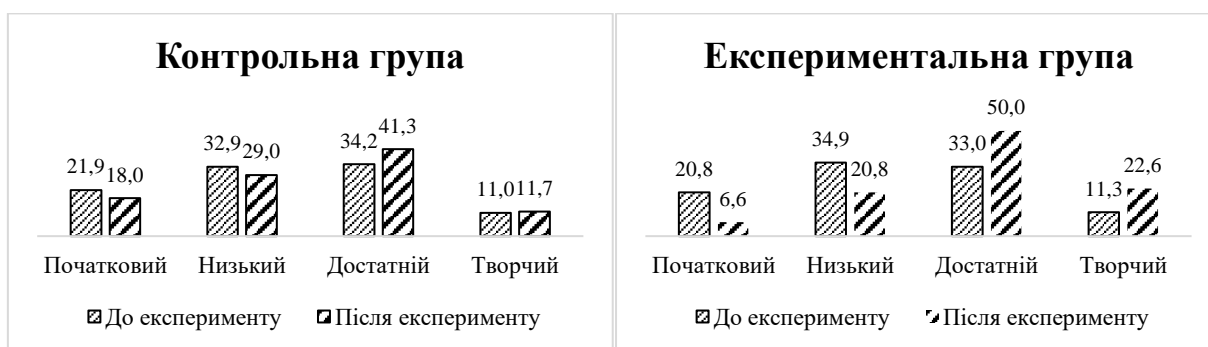 Контрольна група
21,9 18,0 32,9 29,0 34,2 41,3 11,0 11,7
Початковий Низький Достатній Творчий
До експерименту Після експерименту
Експериментальна група
20,8 6,6 34,9 20,8 33,0 50,0 11,3 22,6
Початковий Низький Достатній Творчий
До експерименту Після експерименту